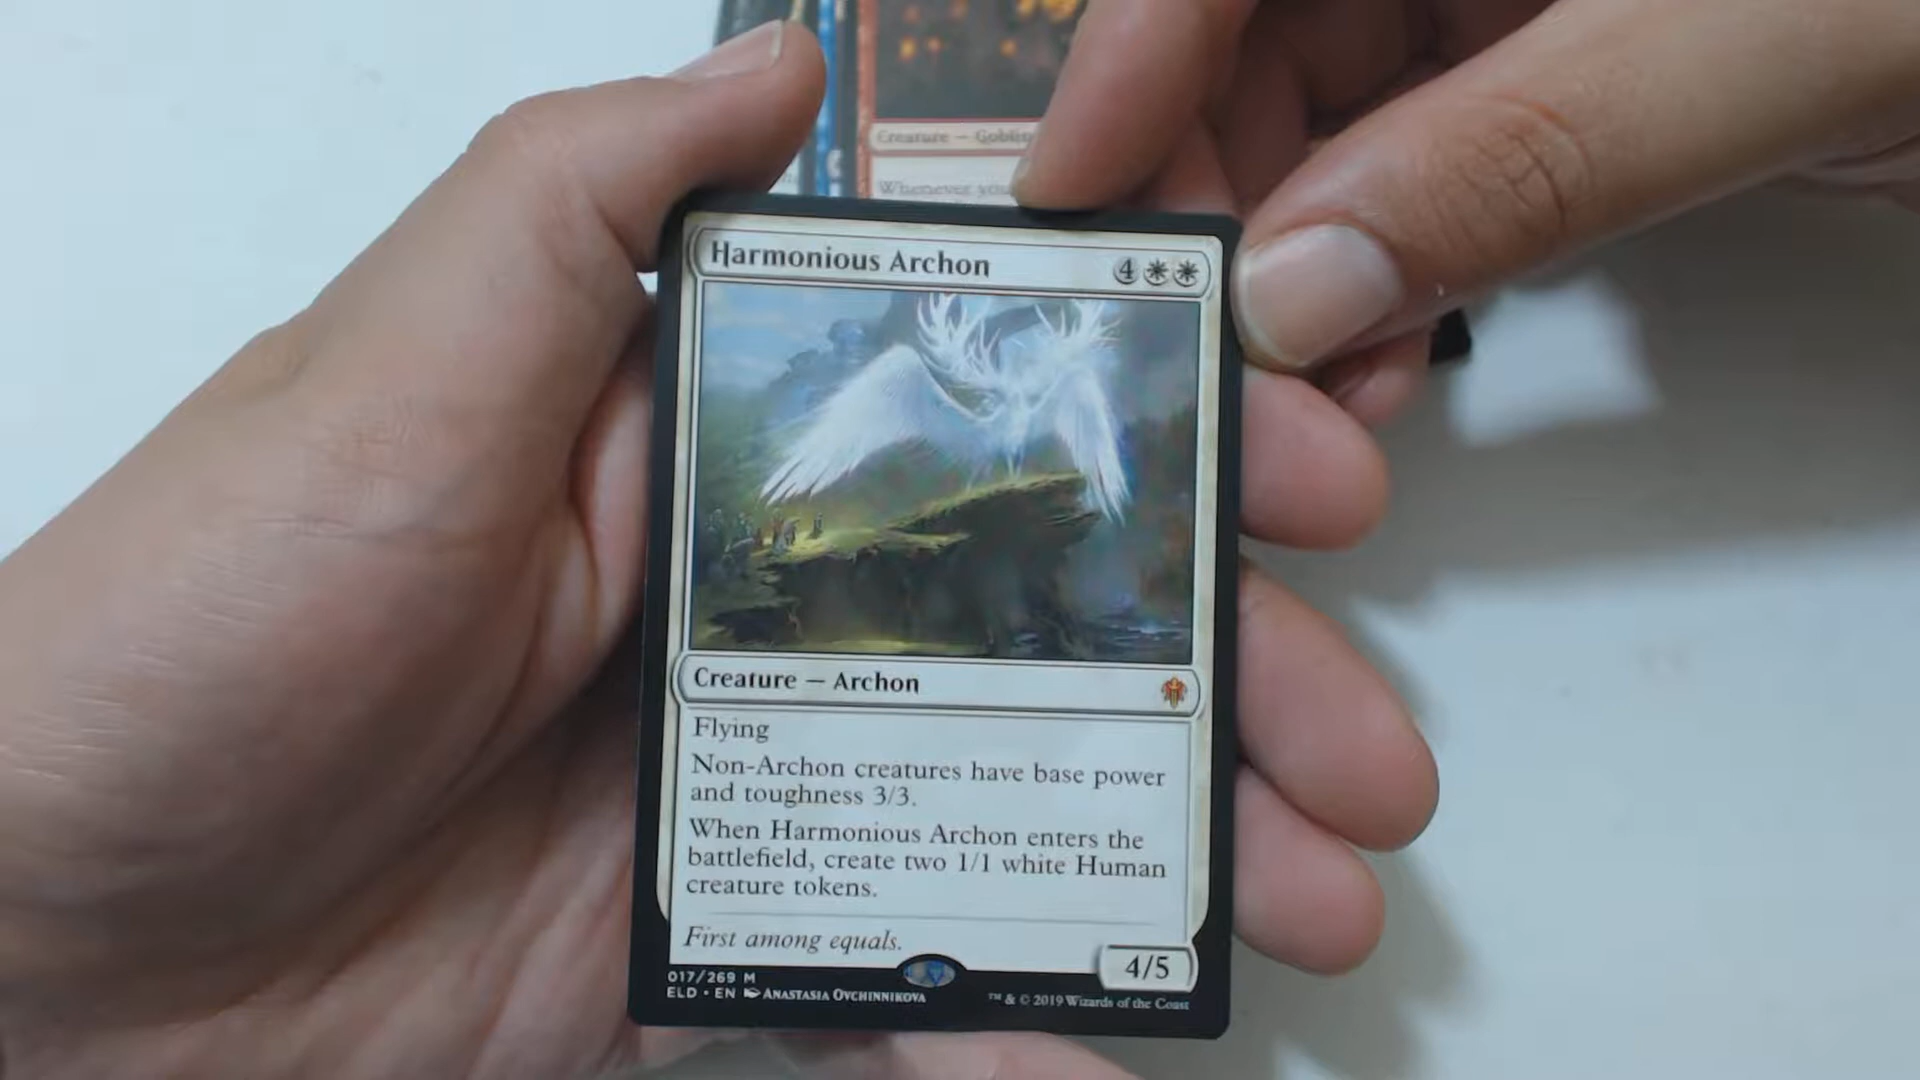 Creature — Goblin
Whenever you
Harmonious Archon 4
Creature — Archon
Flying
Non-Archon creatures have base power
and toughness 3/3.
When Harmonious Archon enters the
battlefield, create two 1/1 white Human
creature tokens.
First among equals.
4/5
017/269 M
ELD • EN Anastasia Ovchinnikova
™ & © 2019 Wizards of the Coast